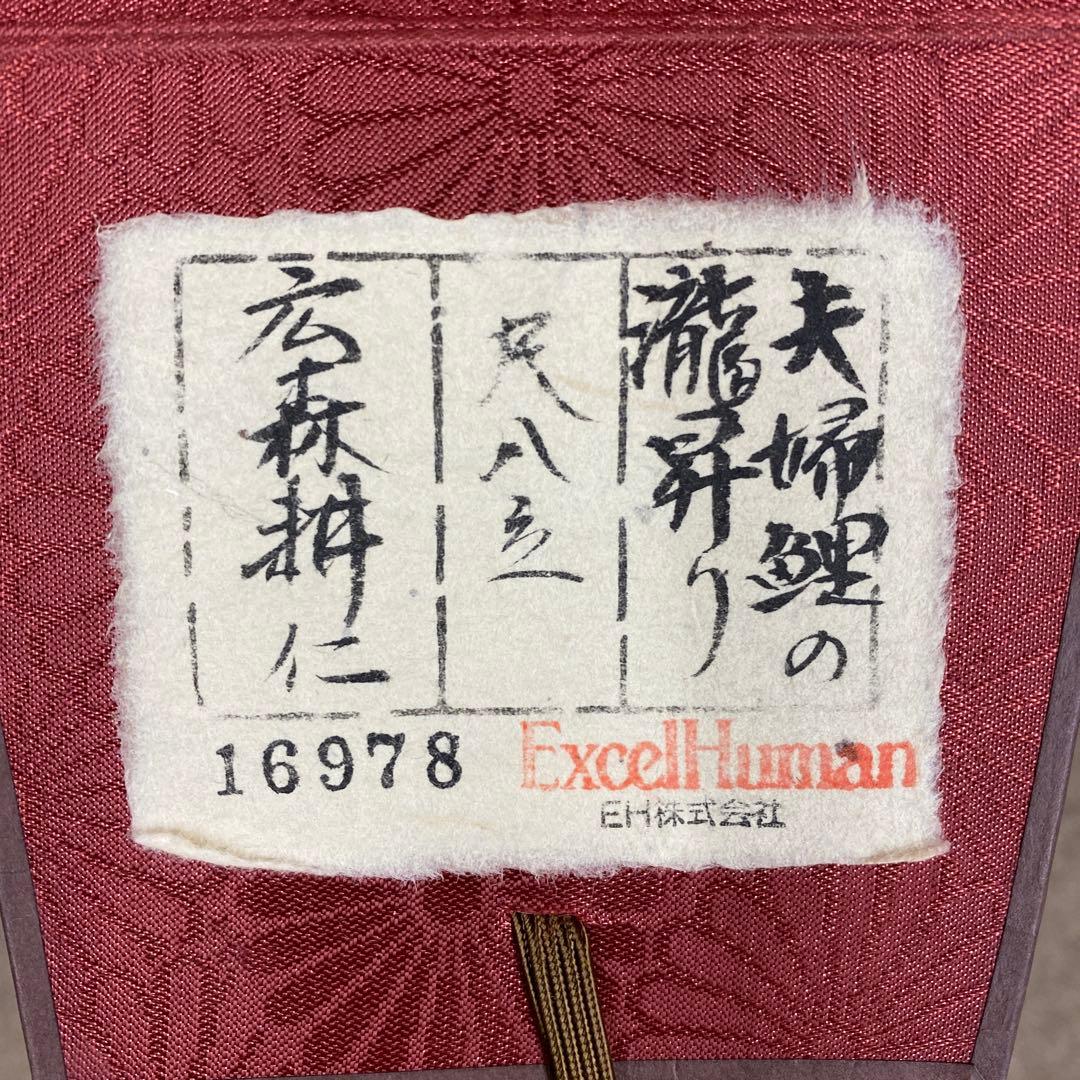 夫婦鯉の
瀧昇り
尺八立
広森耕仁
16978
ExcelHuman
EH株式会社